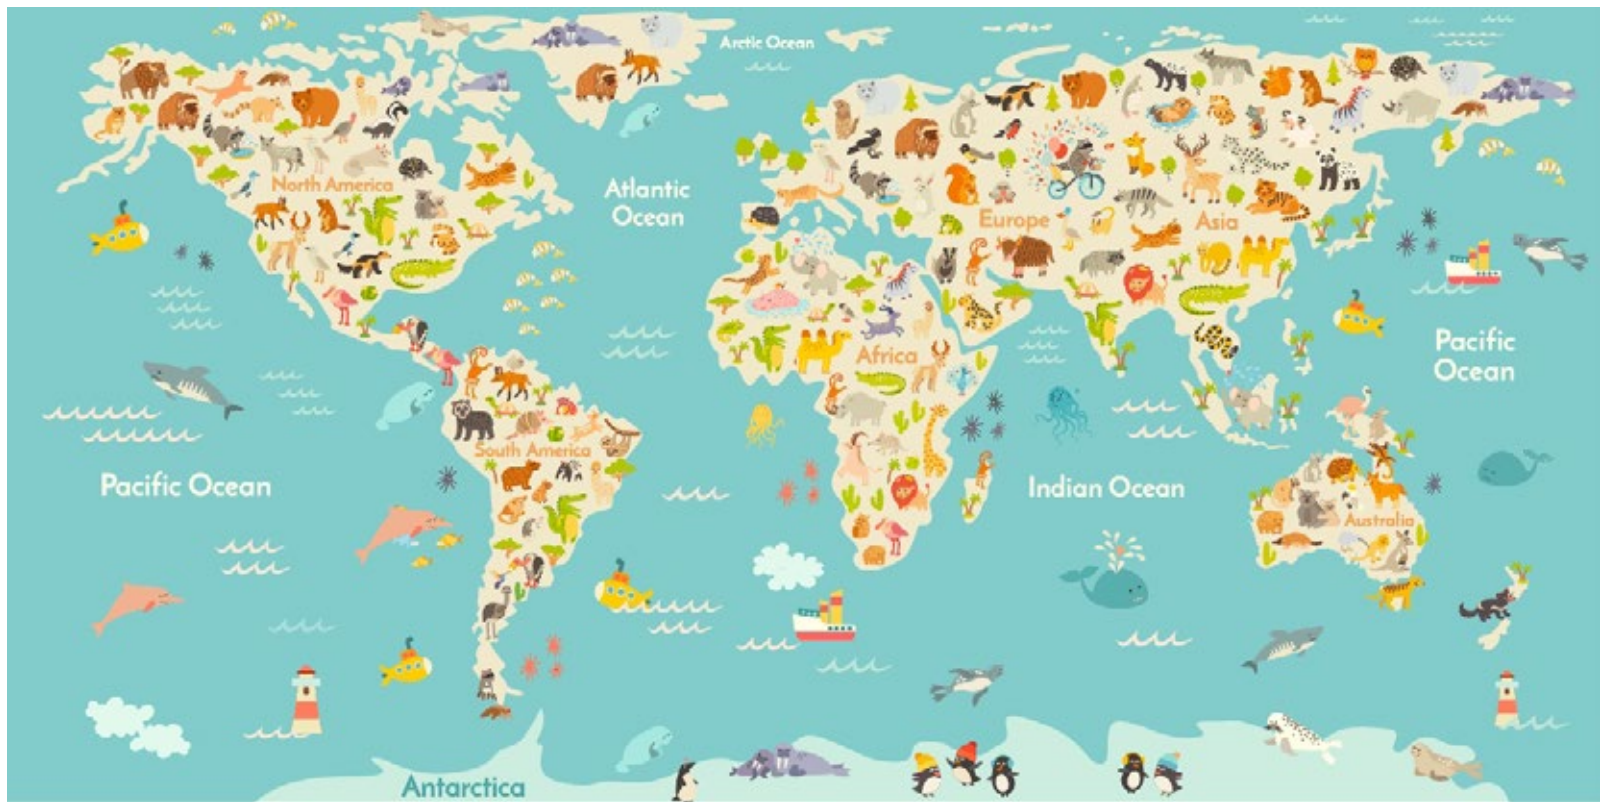 Arctic Ocean
North America
Atlantic
Ocean
Europe
Asia
Pacific
Ocean
Africa
South America
Pacific Ocean
Indian Ocean
Australia
Antarctica